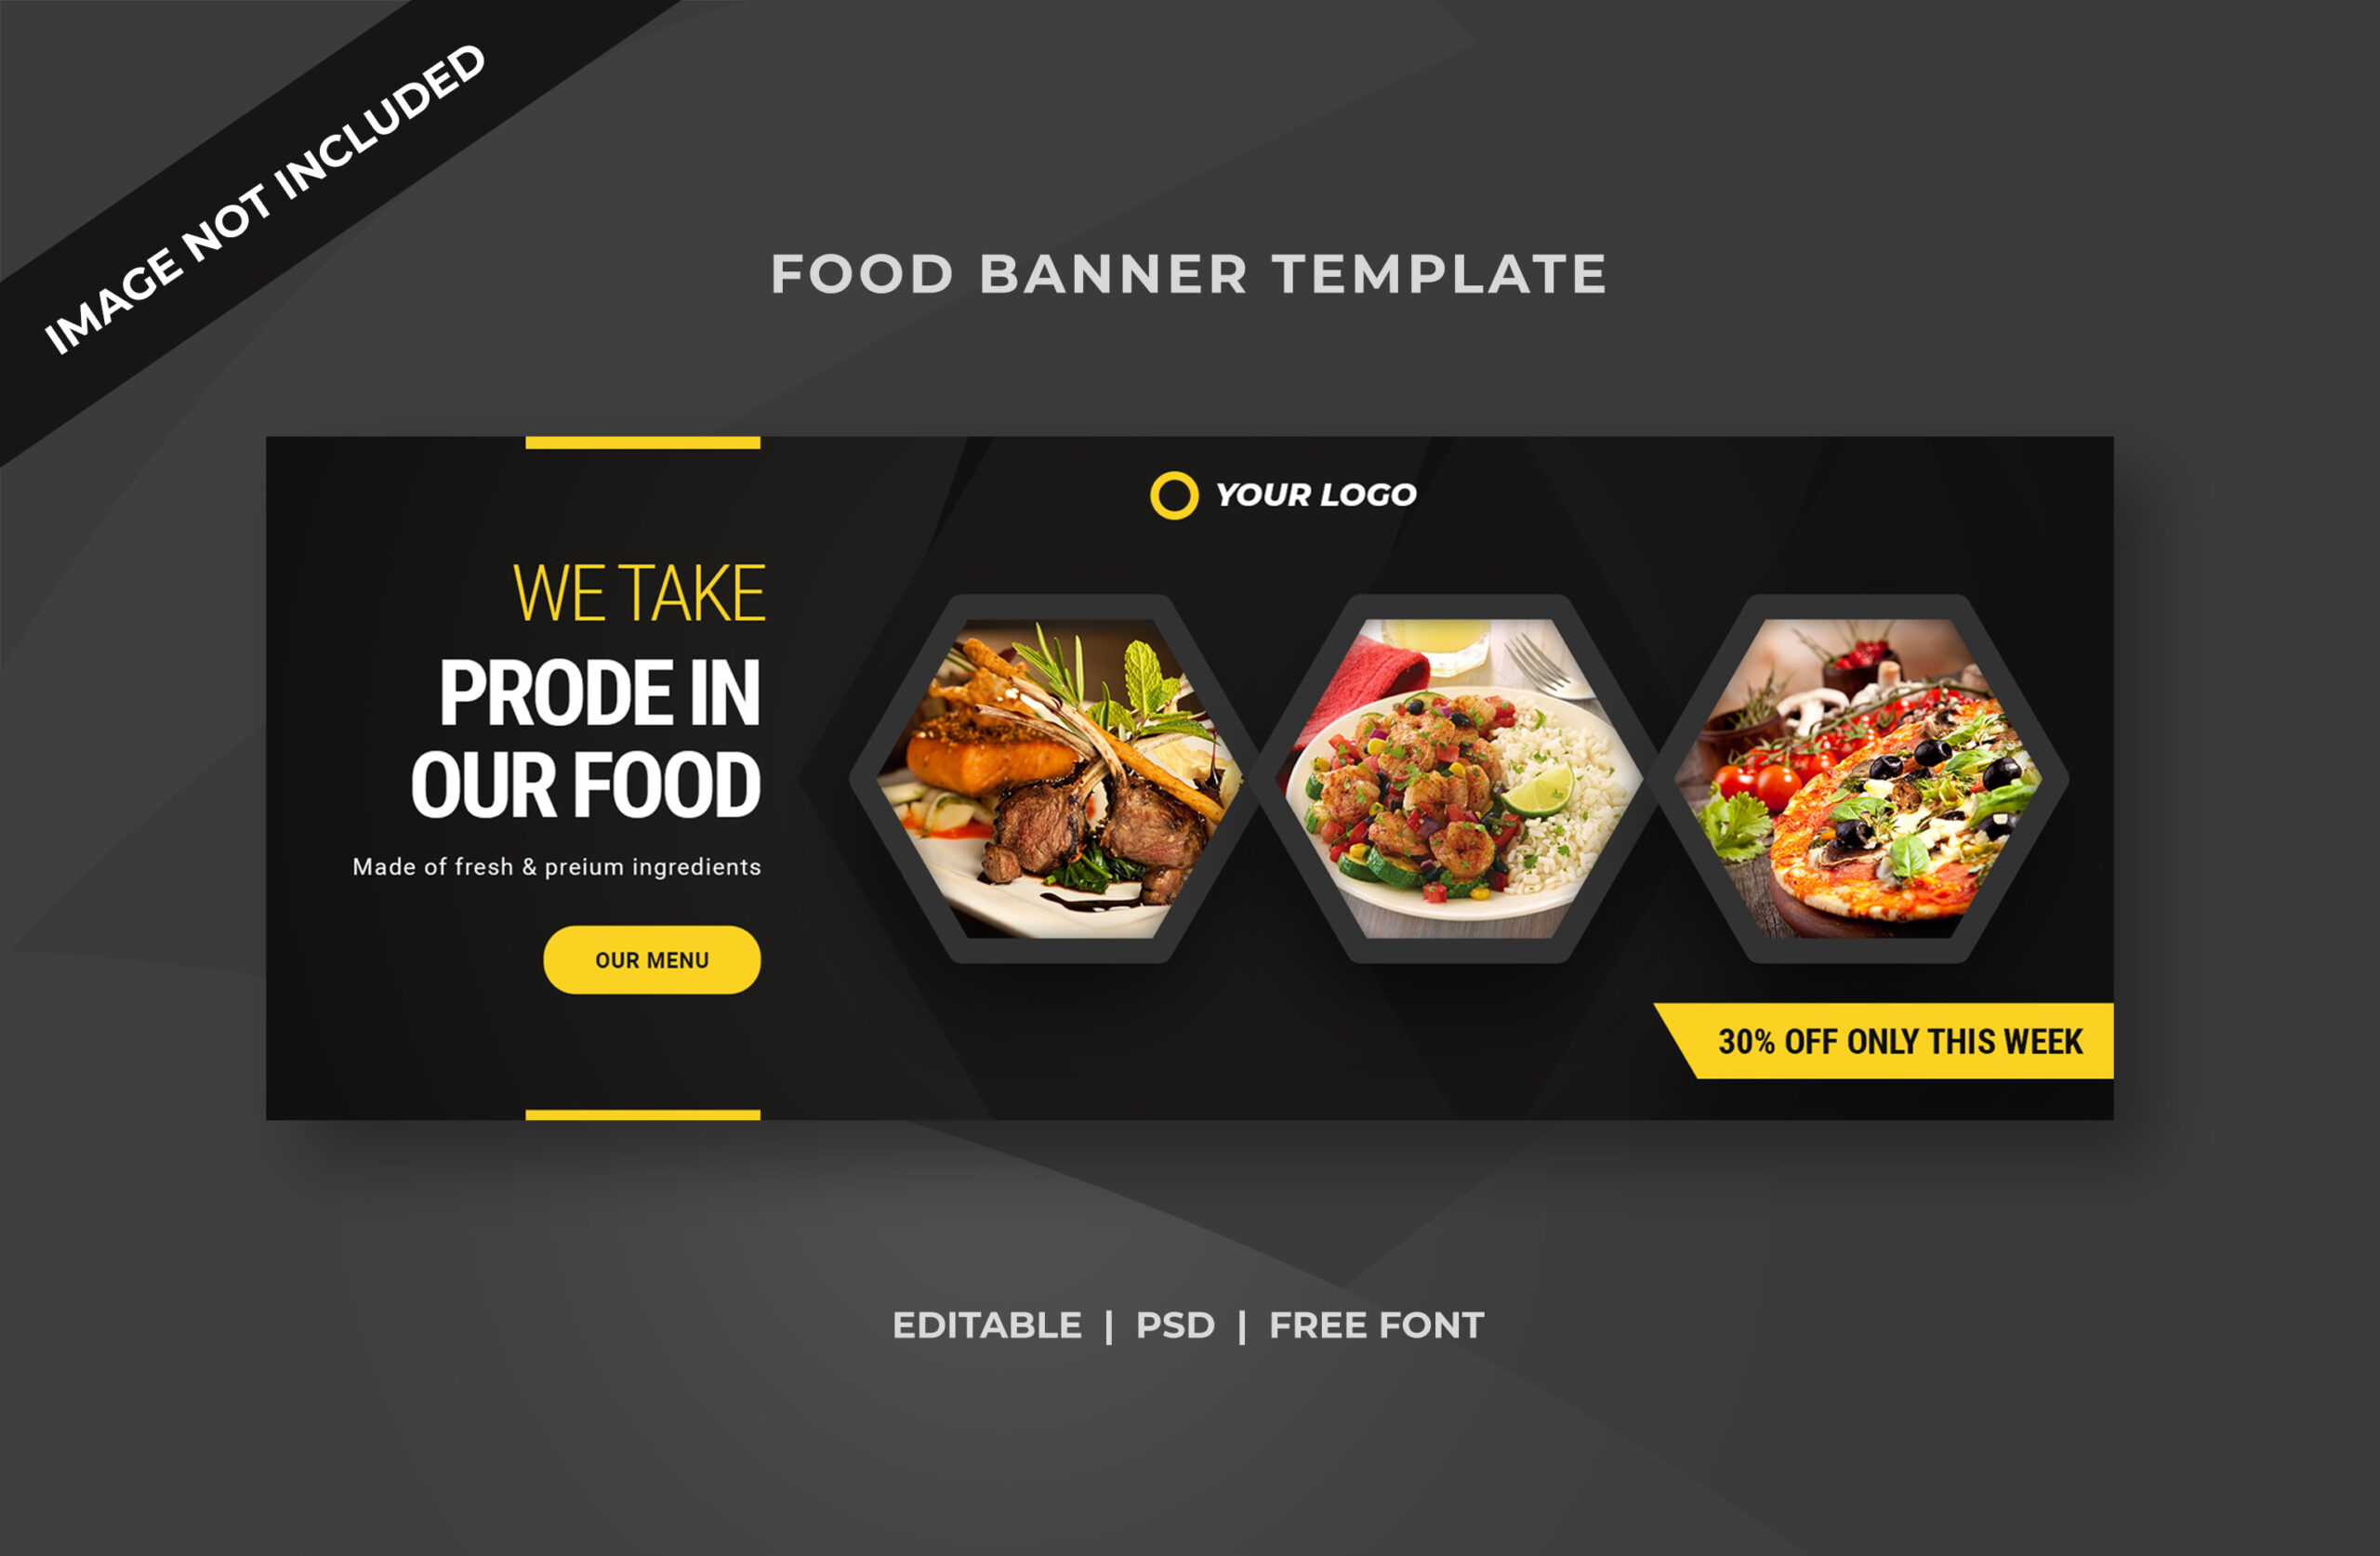 IMAGE NOT INCLUDED
FOOD BANNER TEMPLATE
YOUR LOGO
WE TAKE
PRODE IN
OUR FOOD
Made of fresh & preium ingredients
OUR MENU
30% OFF ONLY THIS WEEK
EDITABLE | PSD | FREE FONT